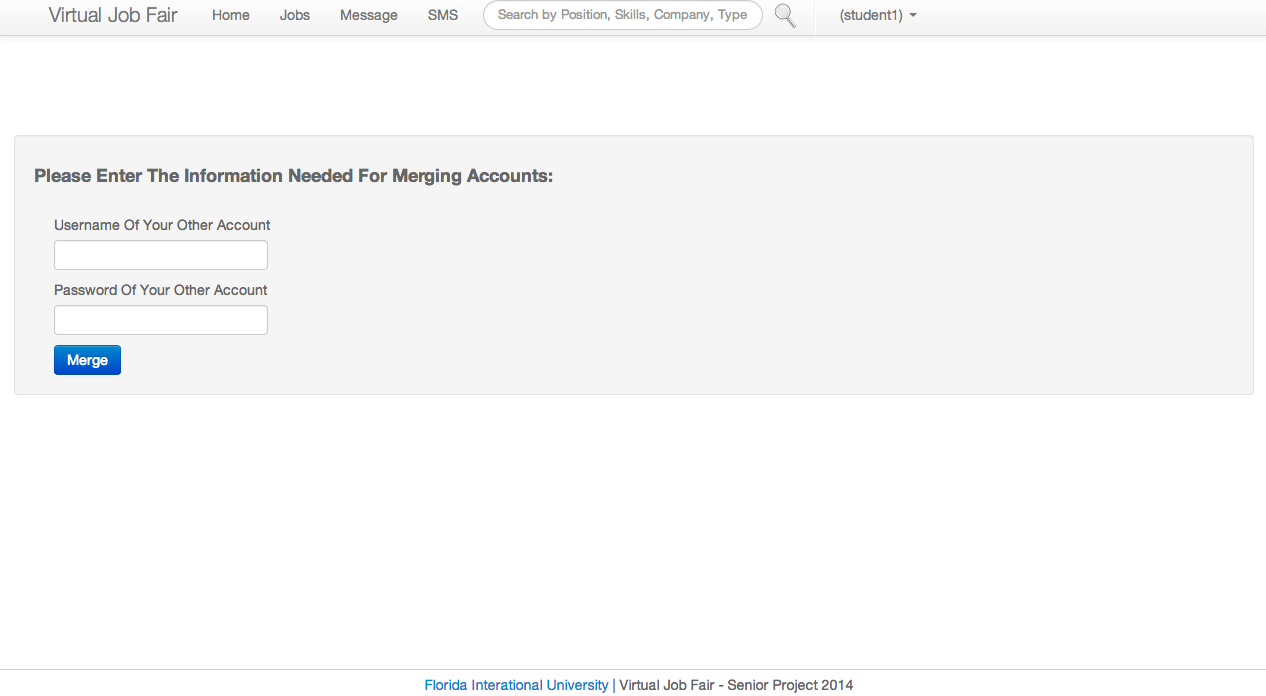 Virtual Job Fair Home Jobs Message SMS Search by Position, Skills, Company, Type (student1)
Please Enter The Information Needed For Merging Accounts:
Username Of Your Other Account
Password Of Your Other Account
Merge
Florida Interational University | Virtual Job Fair - Senior Project 2014